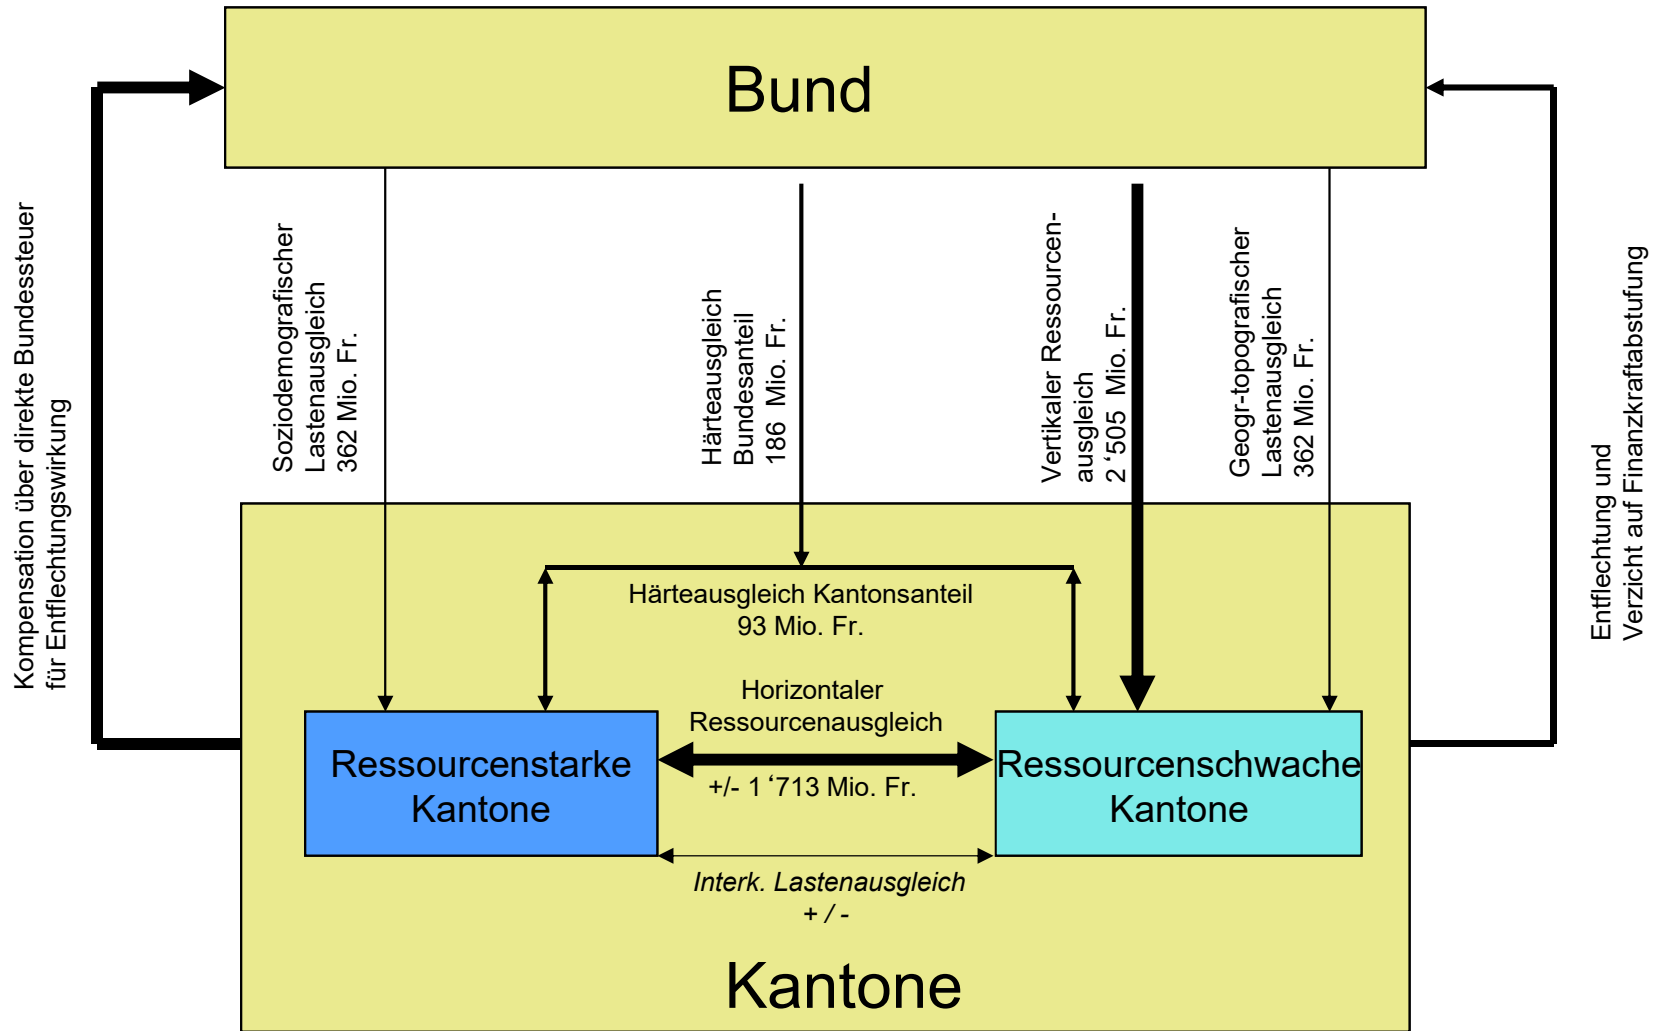 Bund
Kompensation über direkte Bundessteuer
für Entflechtungswirkung
Soziodemografischer
Lastenausgleich
362 Mio. Fr.
Härteausgleich
Bundesanteil
186 Mio. Fr.
Vertikaler Ressourcen-
ausgleich
2 ‘505 Mio. Fr.
Geogr-topografischer
Lastenausgleich
362 Mio. Fr.
Entflechtung und
Verzicht auf Finanzkraftabstufung
Härteausgleich Kantonsanteil
93 Mio. Fr.
Horizontaler
Ressourcenausgleich
+/- 1 ‘713 Mio. Fr.
Ressourcenstarke
Kantone
Ressourcenschwache
Kantone
Interk. Lastenausgleich
+ / -
Kantone